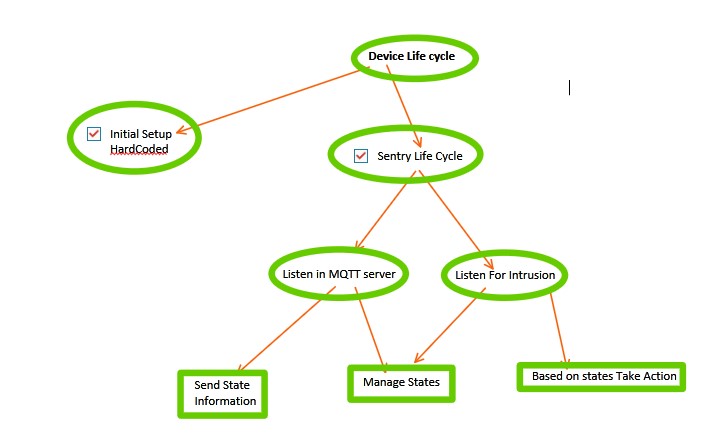 Device Life cycle
Initial Setup
HardCoded
Sentry Life Cycle
Listen in MQTT server
Listen For Intrusion
Send State
Information
Manage States
Based on states Take Action